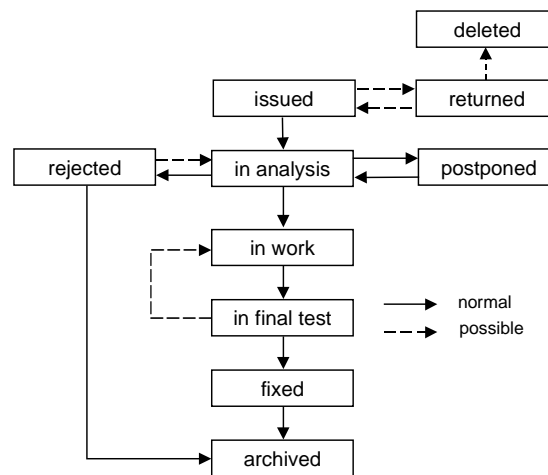 deleted
issued
returned
rejected
in analysis
postponed
in work
in final test
normal
possible
fixed
archived